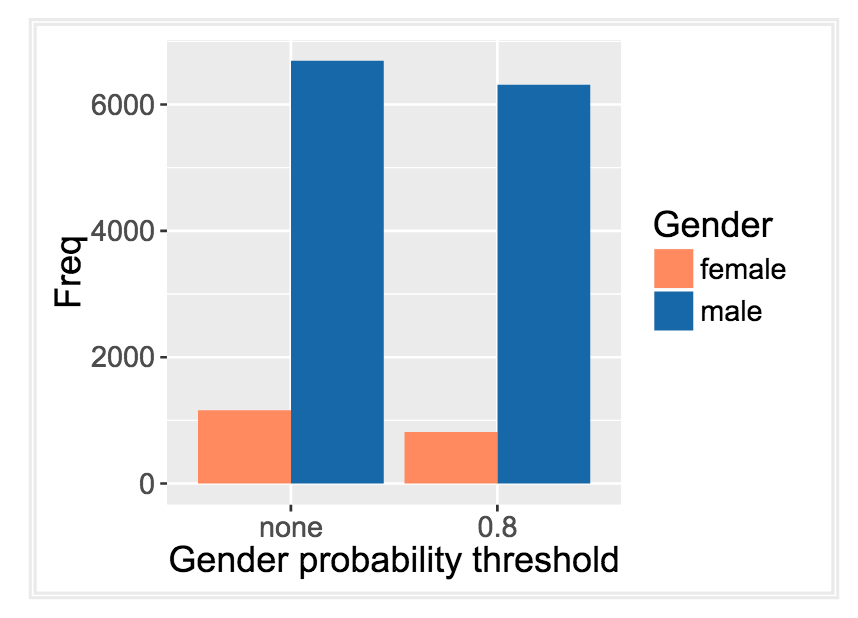 6000
4000
2000
0
Freq
none 0.8
Gender probability threshold
Gender
female
male